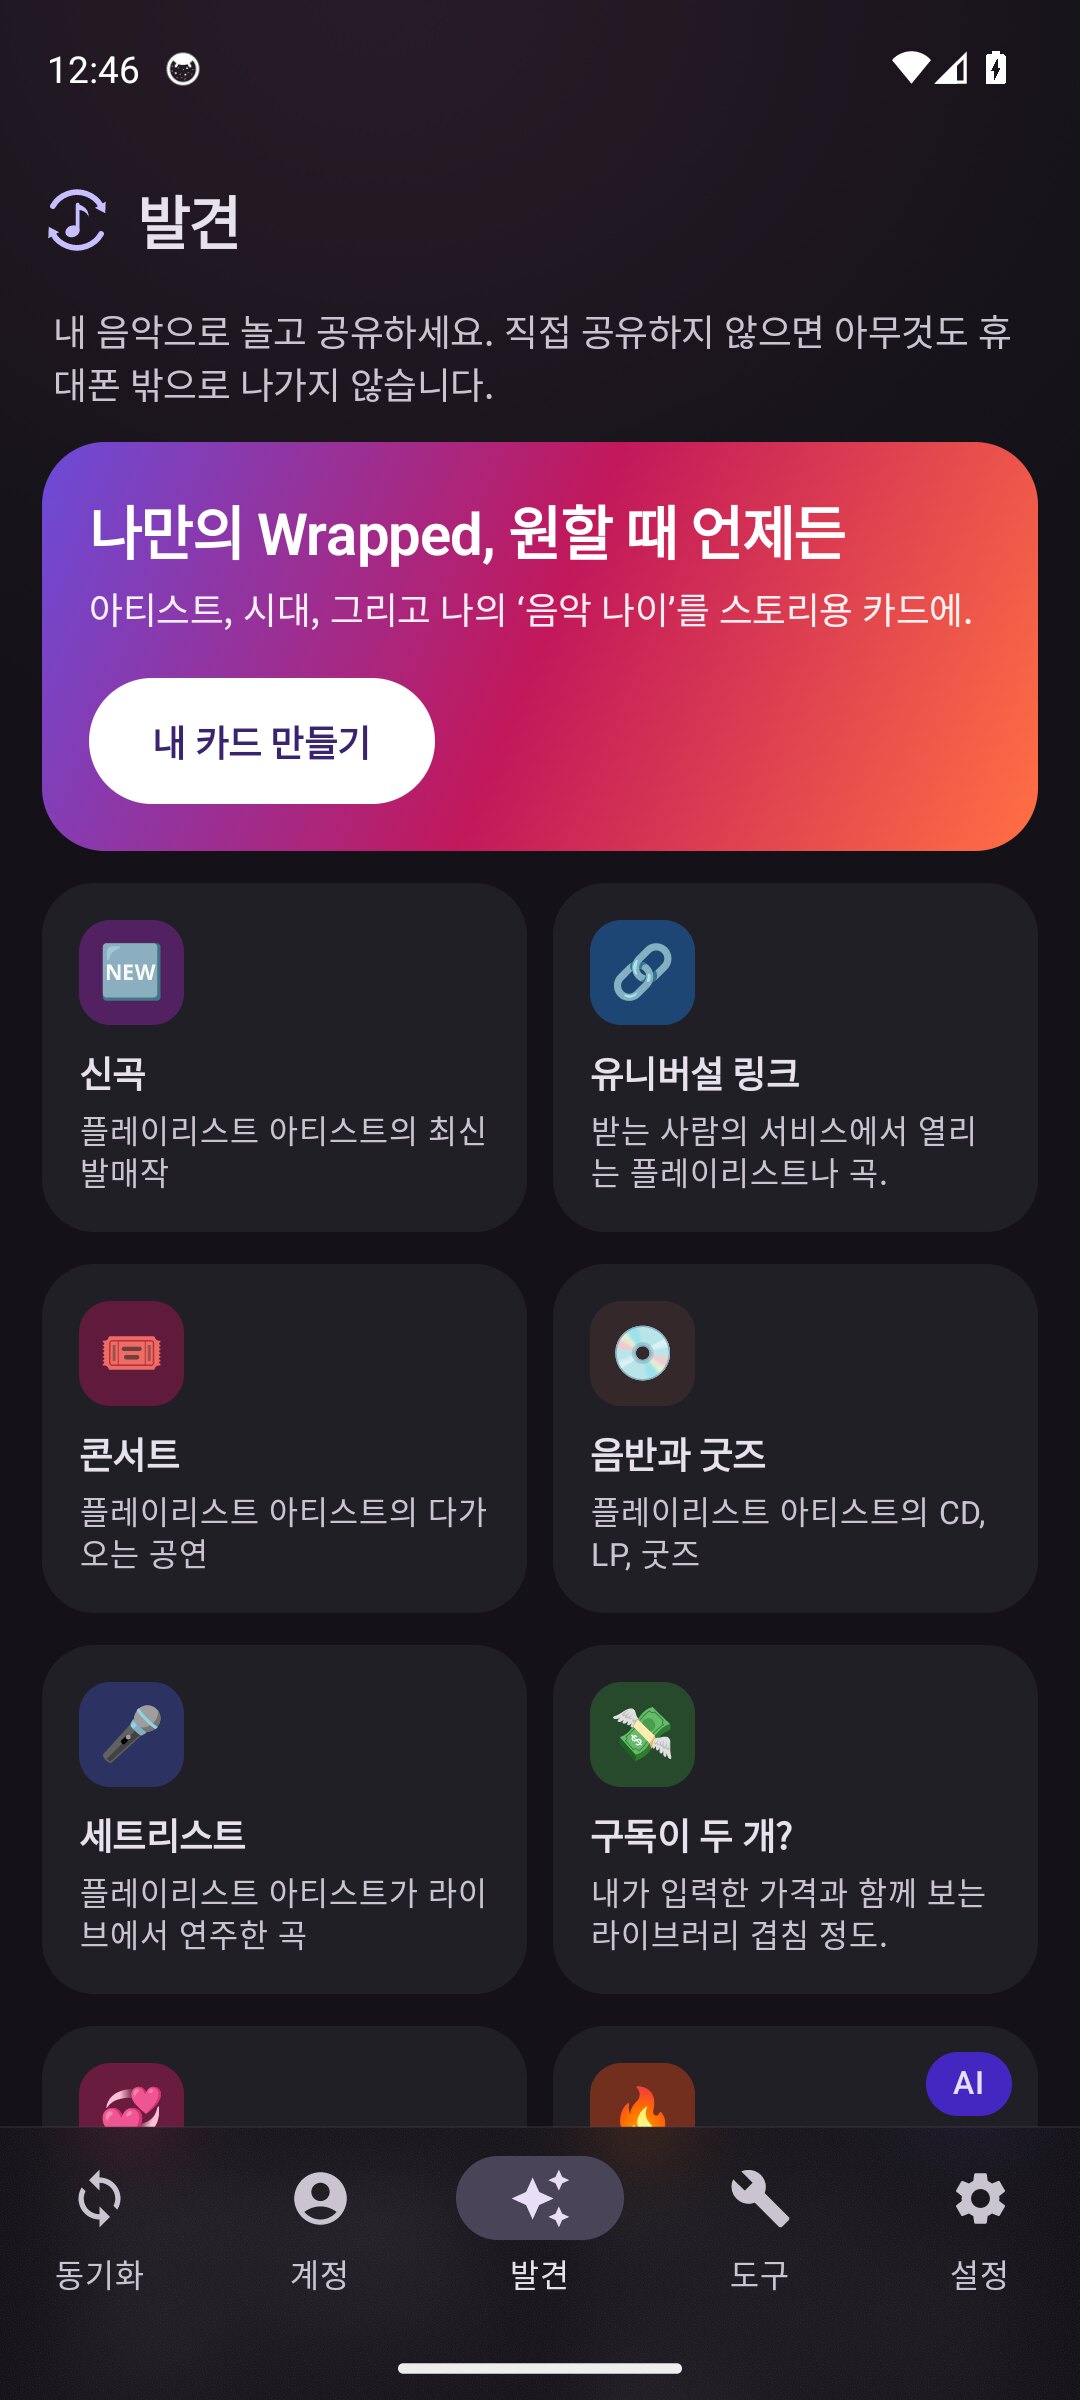 12:46
발견
내 음악으로 놀고 공유하세요. 직접 공유하지 않으면 아무것도 휴
대폰 밖으로 나가지 않습니다.
나만의 Wrapped, 원할 때 언제든
아티스트, 시대, 그리고 나의 ‘음악 나이’를 스토리용 카드에.
내 카드 만들기
NEW
신곡
플레이리스트 아티스트의 최신
발매작
유니버설 링크
받는 사람의 서비스에서 열리
는 플레이리스트나 곡.
콘서트
플레이리스트 아티스트의 다가
오는 공연
음반과 굿즈
플레이리스트 아티스트의 CD,
LP, 굿즈
세트리스트
플레이리스트 아티스트가 라이
브에서 연주한 곡
구독이 두 개?
내가 입력한 가격과 함께 보는
라이브러리 겹침 정도.
AI
동기화
계정
발견
도구
설정